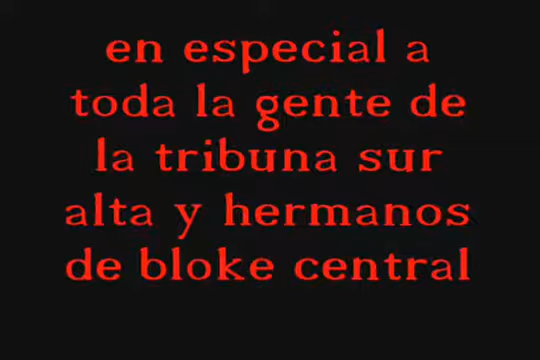 en especial a
toda la gente de
la tribuna sur
alta y hermanos
de bloke central